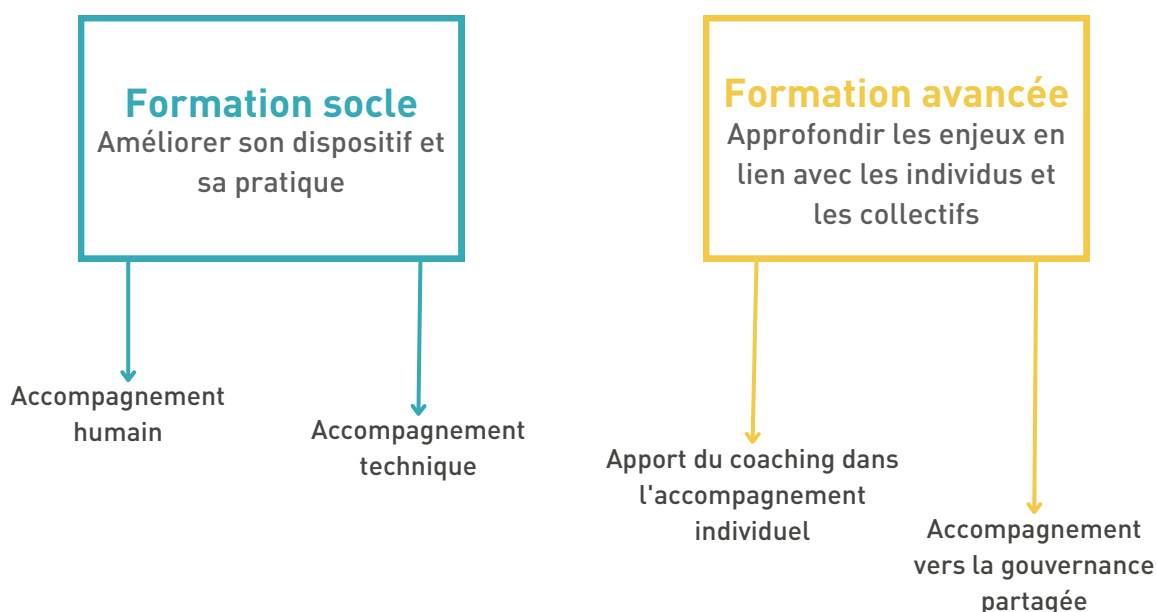 Formation socle
Améliorer son dispositif et
sa pratique
Formation avancée
Approfondir les enjeux en
lien avec les individus et
les collectifs
Accompagnement
humain
Accompagnement
technique
Apport du coaching dans
l'accompagnement
individuel
Accompagnement
vers la gouvernance
partagée